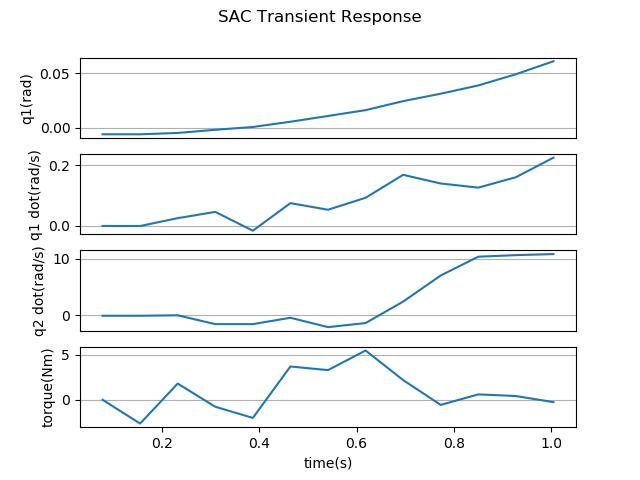 SAC Transient Response
q1(rad)
0.05
0.00
q1 dot(rad/s)
0.2
0.0
q2 dot(rad/s)
10
0
torque(Nm)
5
0
0.2 0.4 0.6 0.8 1.0
time(s)